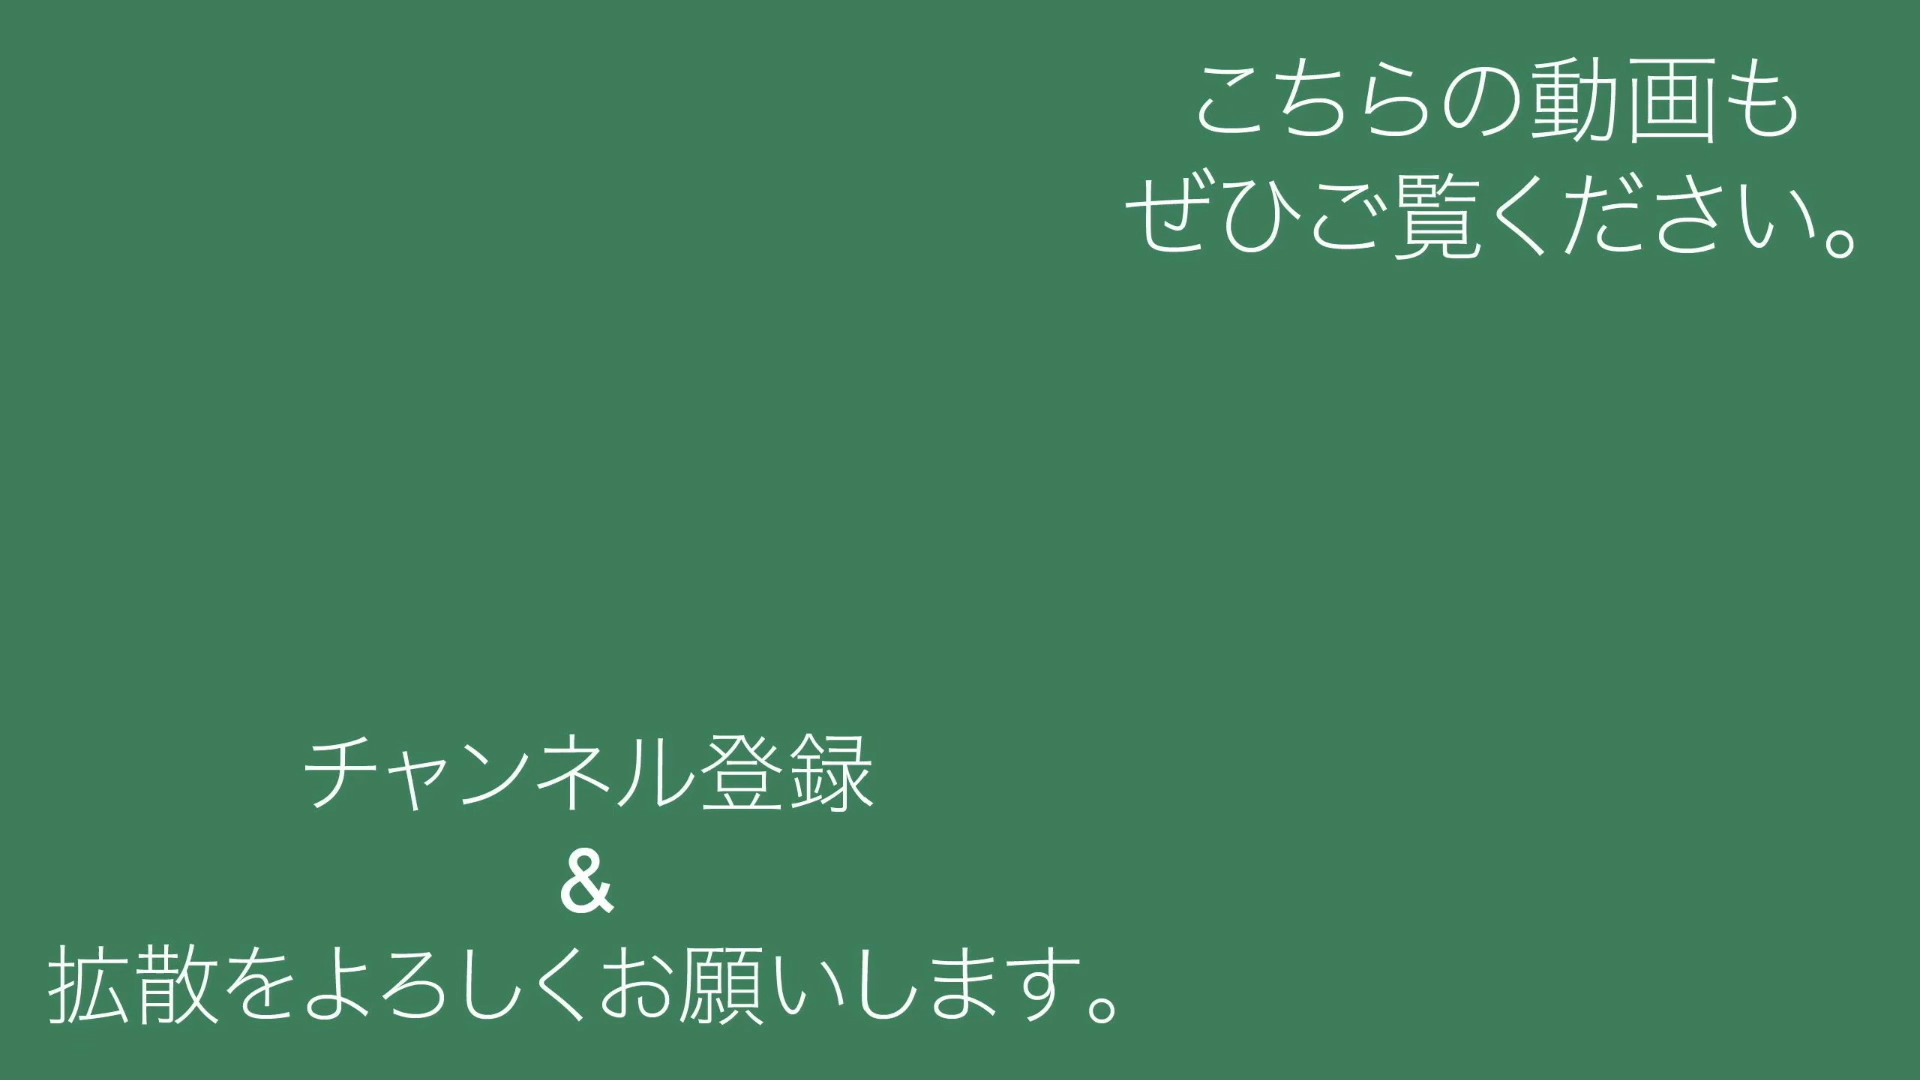 こちらの動画も
ぜひご覧ください。
チャンネル登録
&
拡散をよろしくお願いします。